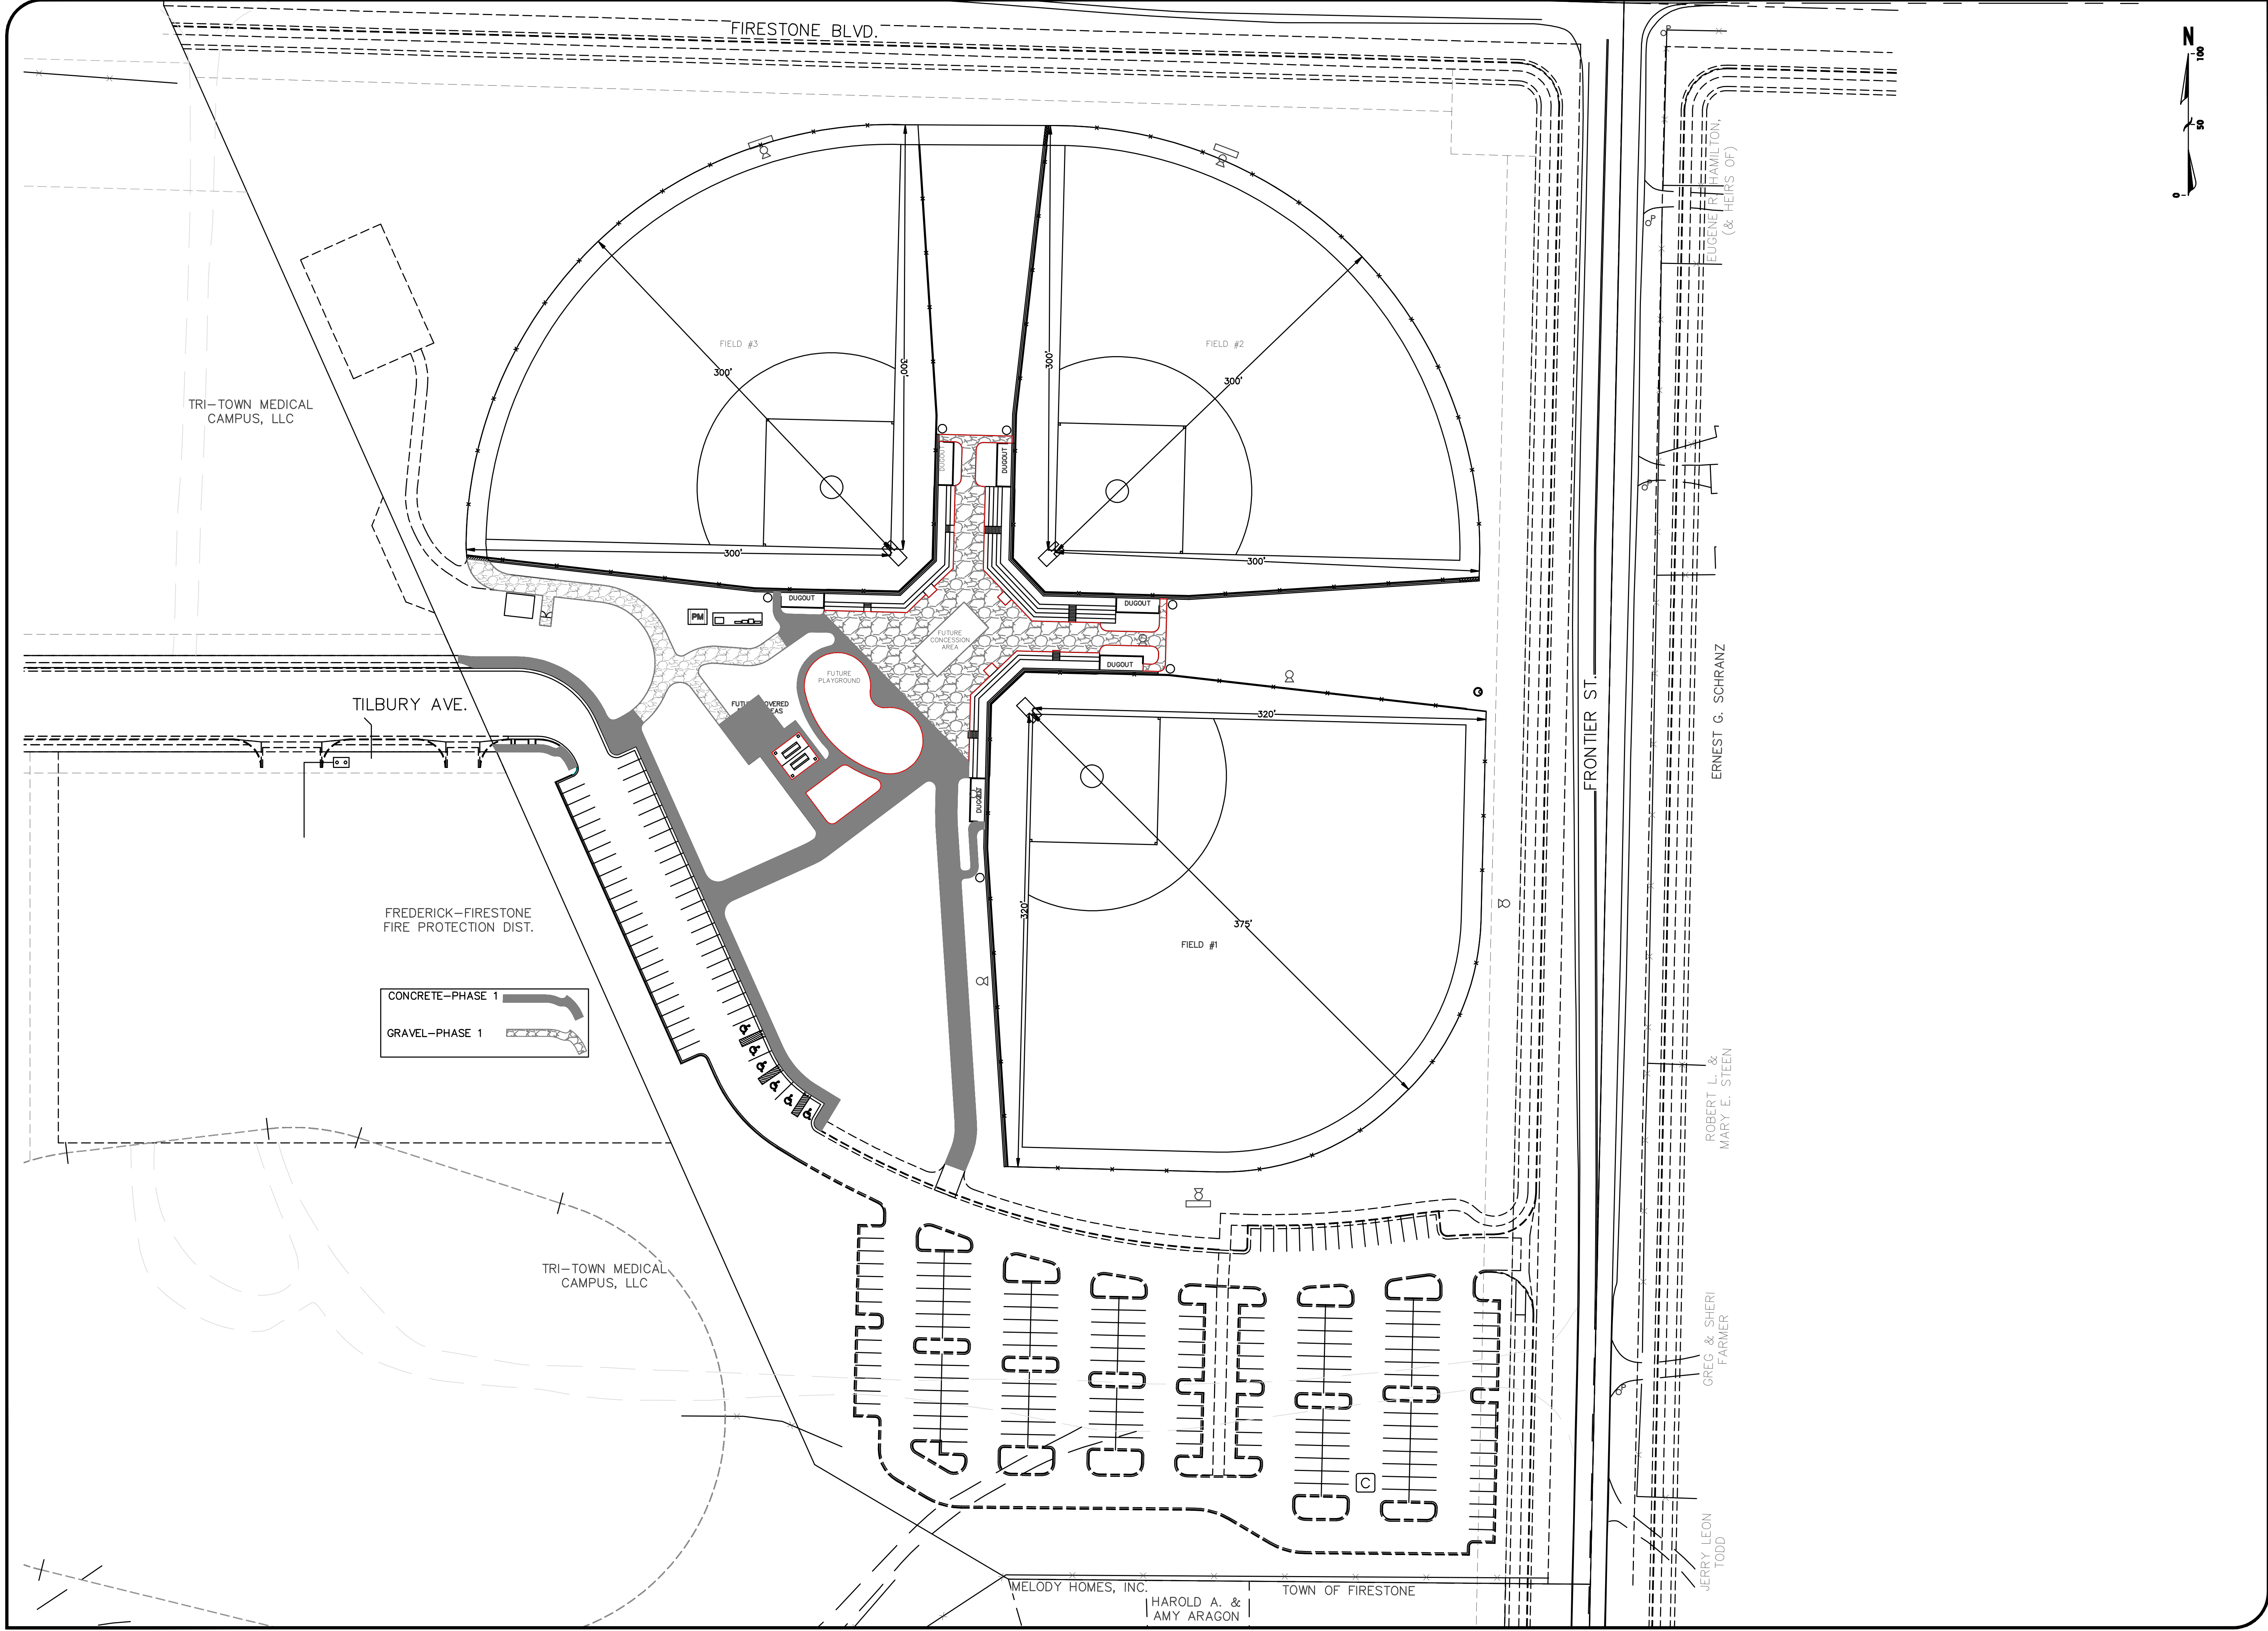 FIRESTONE BLVD.
N
100
50
0
EUGENE R. HAMILTON,
(& HEIRS OF)
FIELD #3
FIELD #2
300'
300'
300'
300'
300'
300'
TRI-TOWN MEDICAL
CAMPUS, LLC
DUGOUT
DUGOUT
DUGOUT
DUGOUT
PM
FUTURE
CONCESSION
AREA
DUGOUT
FUTURE
PLAYGROUND
TILBURY AVE.
320'
FRONTIER ST.
ERNEST G. SCHRANZ
DUGOUT
320'
375'
FIELD #1
FREDERICK-FIRESTONE
FIRE PROTECTION DIST.
CONCRETE-PHASE 1
GRAVEL-PHASE 1
ROBERT L. &
MARY E. STEEN
TRI-TOWN MEDICAL
CAMPUS, LLC
GREG & SHERI
FARMER
C
JERRY LEON
TODD
MELODY HOMES, INC.
TOWN OF FIRESTONE
HAROLD A. &
AMY ARAGON
P
P
P
P